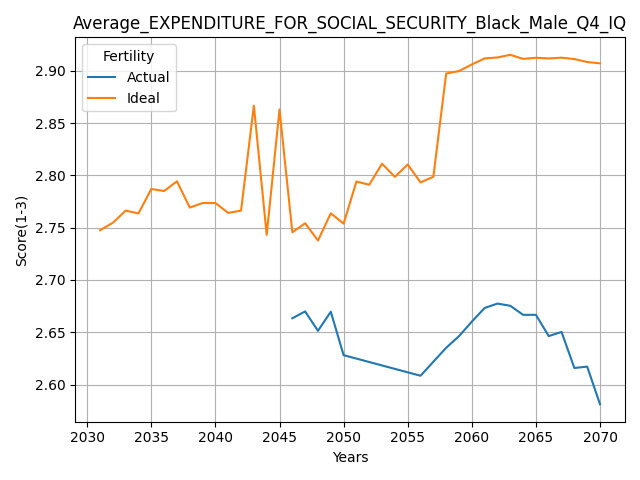 Average_EXPENDITURE_FOR_SOCIAL_SECURITY_Black_Male_Q4_IQ
Fertility
Actual
Ideal
Score(1-3)
2.90
2.85
2.80
2.75
2.70
2.65
2.60
2030 2035 2040 2045 2050 2055 2060 2065 2070
Years